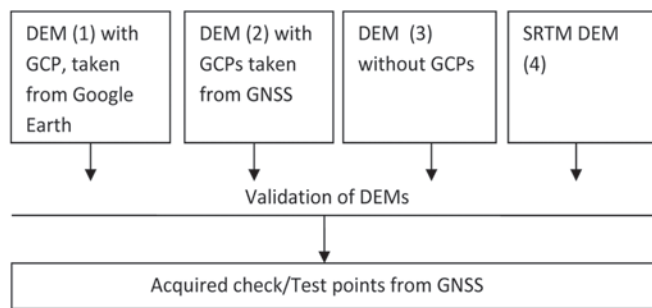 DEM (1) with
GCP, taken
from Google
Earth
DEM (2) with
GCPs taken
from GNSS
DEM (3)
without GCPs
SRTM DEM
(4)
Validation of DEMs
Acquired check/Test points from GNSS